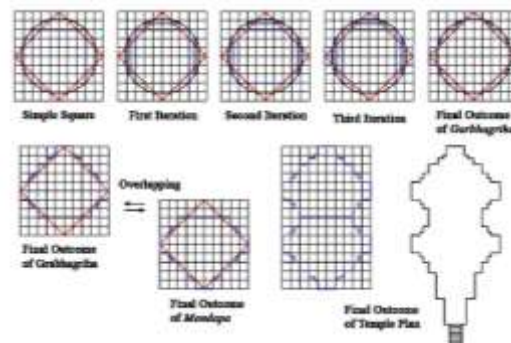 Simple Square
First Iteration
Second Iteration
Third Iteration
Final Outcome
of Garbhagriha
Overlapping
Final Outcome
of Grabhagriha
Final Outcome
of Mandapa
Final Outcome
of Temple Plan